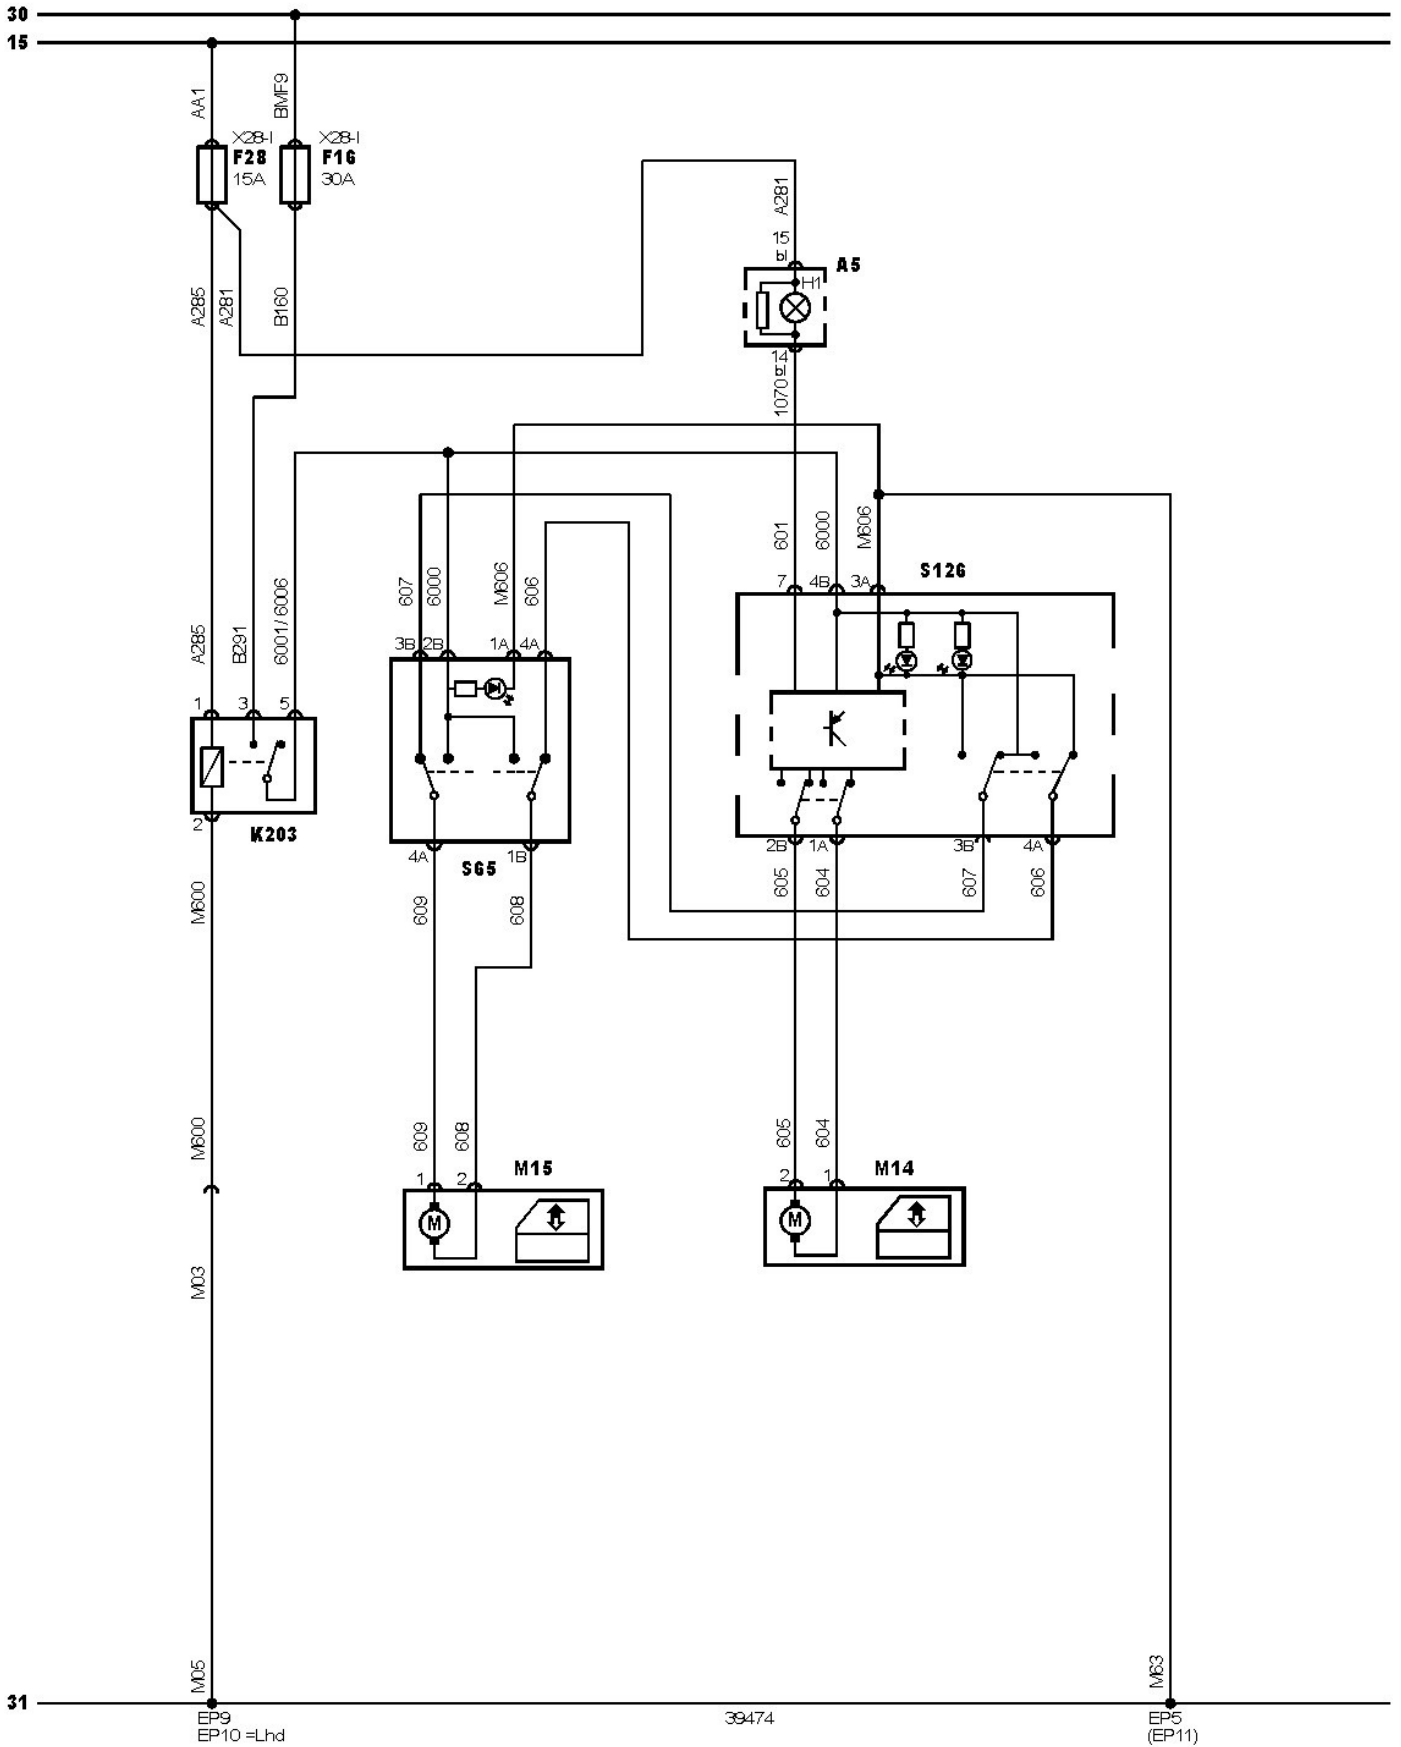 30
15
AA1
BMF9
X28-I
F28
15A
X28-I
F16
30A
A281
15
bl
A5
H1
A285
A281
B160
14
bl
1070
601
6000
M606
607
6000
M606
606
S126
7
4B
3A
A285
B291
6001/6006
3B
2B
1A
4A
1
3
5
2
K203
4A
1B
S65
2B
1A
3B
4A
M600
609
608
605
604
607
606
M600
609
608
605
604
1
2
M15
2
1
M14
M
M
M03
M05
M63
31
EP9
EP10 =Lhd
39474
EP5
(EP11)